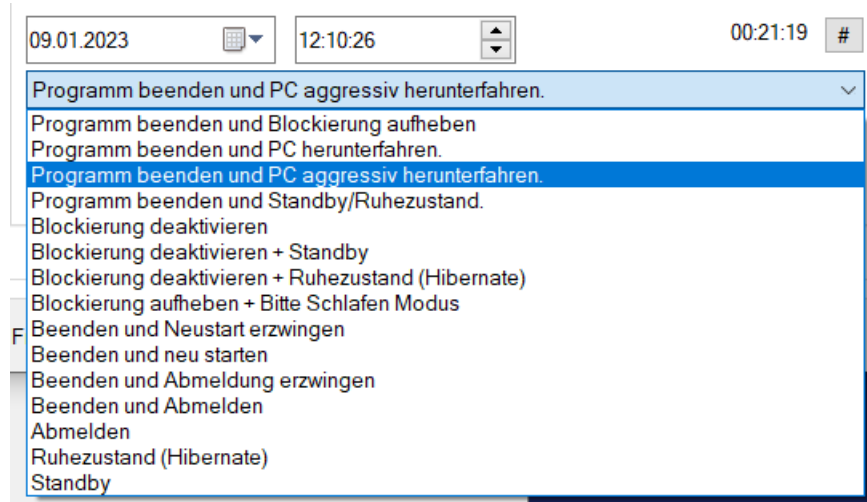 09.01.2023 12:10:26 00:21:19 #
Programm beenden und PC aggressiv herunterfahren.
Programm beenden und Blockierung aufheben
Programm beenden und PC herunterfahren.
Programm beenden und PC aggressiv herunterfahren.
Programm beenden und Standby/Ruhezustand.
Blockierung deaktivieren
Blockierung deaktivieren + Standby
Blockierung deaktivieren + Ruhezustand (Hibernate)
Blockierung aufheben + Bitte Schlafen Modus
F
Beenden und Neustart erzwingen
Beenden und neu starten
Beenden und Abmeldung erzwingen
Beenden und Abmelden
Abmelden
Ruhezustand (Hibernate)
Standby